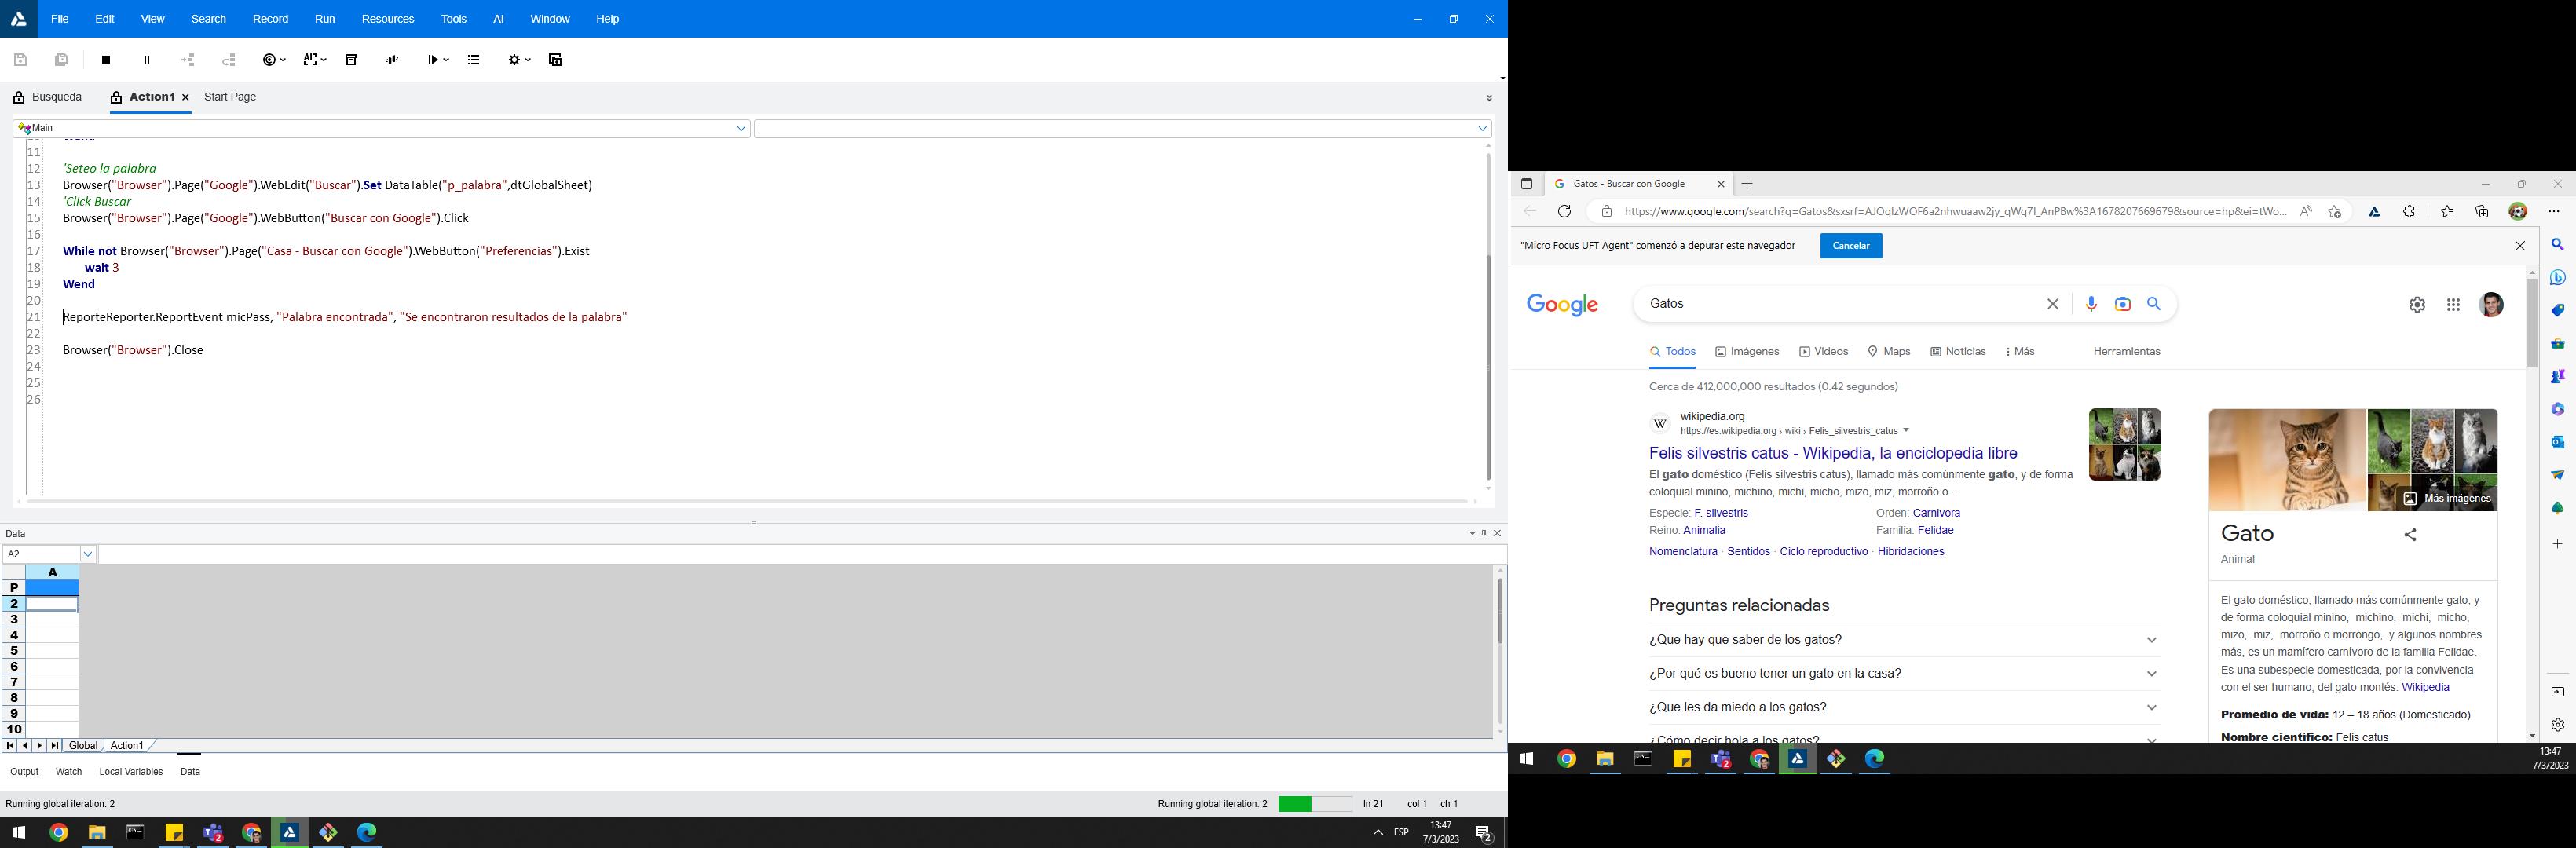 File Edit View Search Record Run Resources Tools AI Window Help
Busqueda Action1 Start Page
Main
11
12 'Seteo la palabra
13 Browser("Browser").Page("Google").WebEdit("Buscar").Set DataTable("p_palabra",dtGlobalSheet)
14 'Click Buscar
15 Browser("Browser").Page("Google").WebButton("Buscar con Google").Click
16
17 While not Browser("Browser").Page("Casa - Buscar con Google").WebButton("Preferencias").Exist
18 wait 3
19 Wend
20
21 ReporteReporter.ReportEvent micPass, "Palabra encontrada", "Se encontraron resultados de la palabra"
22
23 Browser("Browser").Close
24
25
26
Data
A2
A
P
2
3
4
5
6
7
8
9
10
Global Action1
Output Watch Local Variables Data
Running global iteration: 2 Running global iteration: 2 ln 21 col 1 ch 1
ESP 13:47
7/3/2023 2
Gatos - Buscar con Google
https://www.google.com/search?q=Gatos&sxsrf=AJOqlzWOF6a2nhwuaaw2jy_qWq7l_AnPBw%3A1678207669679&source=hp&ei=tWo...
"Micro Focus UFT Agent" comenzó a depurar este navegador Cancelar
Google Gatos
Todos Imágenes Videos Maps Noticias Más Herramientas
Cerca de 412,000,000 resultados (0.42 segundos)
W wikipedia.org
https://es.wikipedia.org › wiki › Felis_silvestris_catus
Felis silvestris catus - Wikipedia, la enciclopedia libre
El gato doméstico (Felis silvestris catus), llamado más comúnmente gato, y de forma
coloquial minino, michino, michi, micho, mizo, miz, morroño o ...
Especie: F. silvestris Orden: Carnivora
Reino: Animalia Familia: Felidae
Nomenclatura · Sentidos · Ciclo reproductivo · Hibridaciones
Preguntas relacionadas
¿Que hay que saber de los gatos?
¿Por qué es bueno tener un gato en la casa?
¿Que les da miedo a los gatos?
¿Cómo decir hola a los gatos?
Más imágenes
Gato
Animal
El gato doméstico, llamado más comúnmente gato, y
de forma coloquial minino, michino, michi, micho,
mizo, miz, morroño o morrongo, y algunos nombres
más, es un mamífero carnívoro de la familia Felidae.
Es una subespecie domesticada, por la convivencia
con el ser humano, del gato montés. Wikipedia
Promedio de vida: 12 – 18 años (Domesticado)
Nombre científico: Felis catus
13:47
7/3/2023